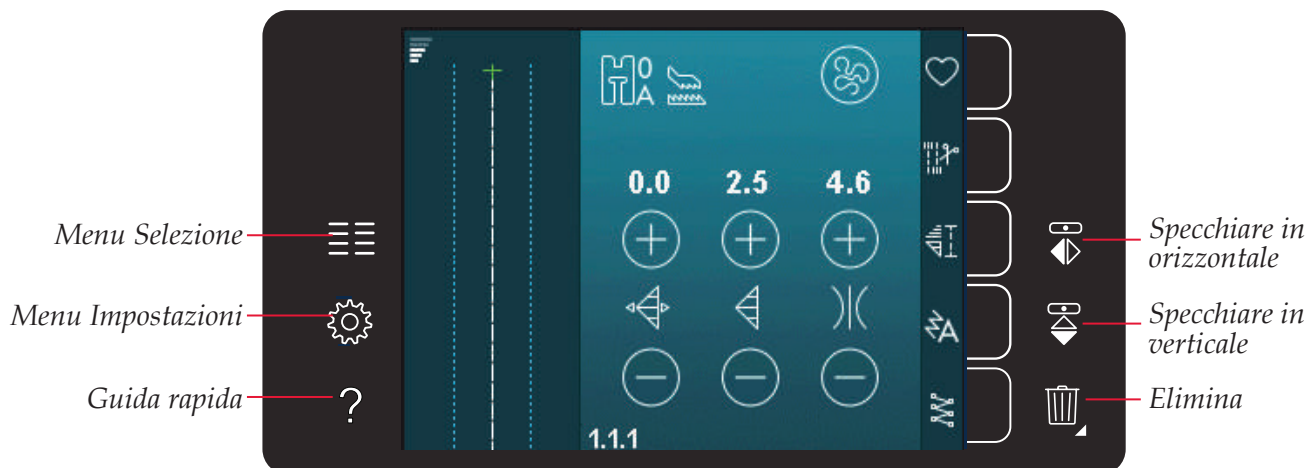 Menu Selezione
Menu Impostazioni
Guida rapida
0
A
0.0 2.5 4.6
1.1.1
A
Specchiare in
orizzontale
Specchiare in
verticale
?
Elimina